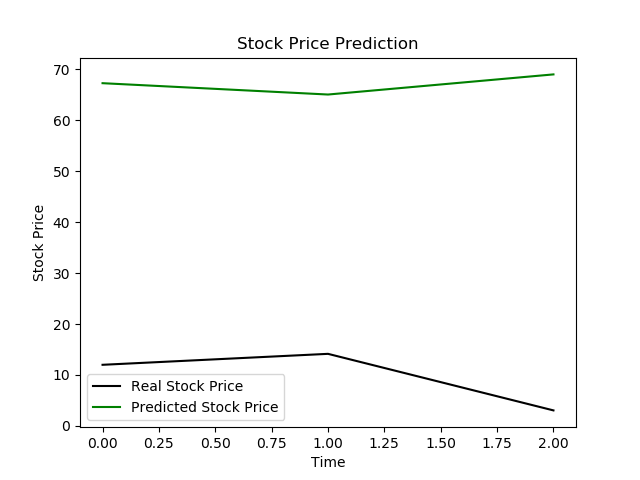 Stock Price Prediction
70
60
50
40
30
20
10
0
Stock Price
Real Stock Price
Predicted Stock Price
0.00 0.25 0.50 0.75 1.00 1.25 1.50 1.75 2.00
Time